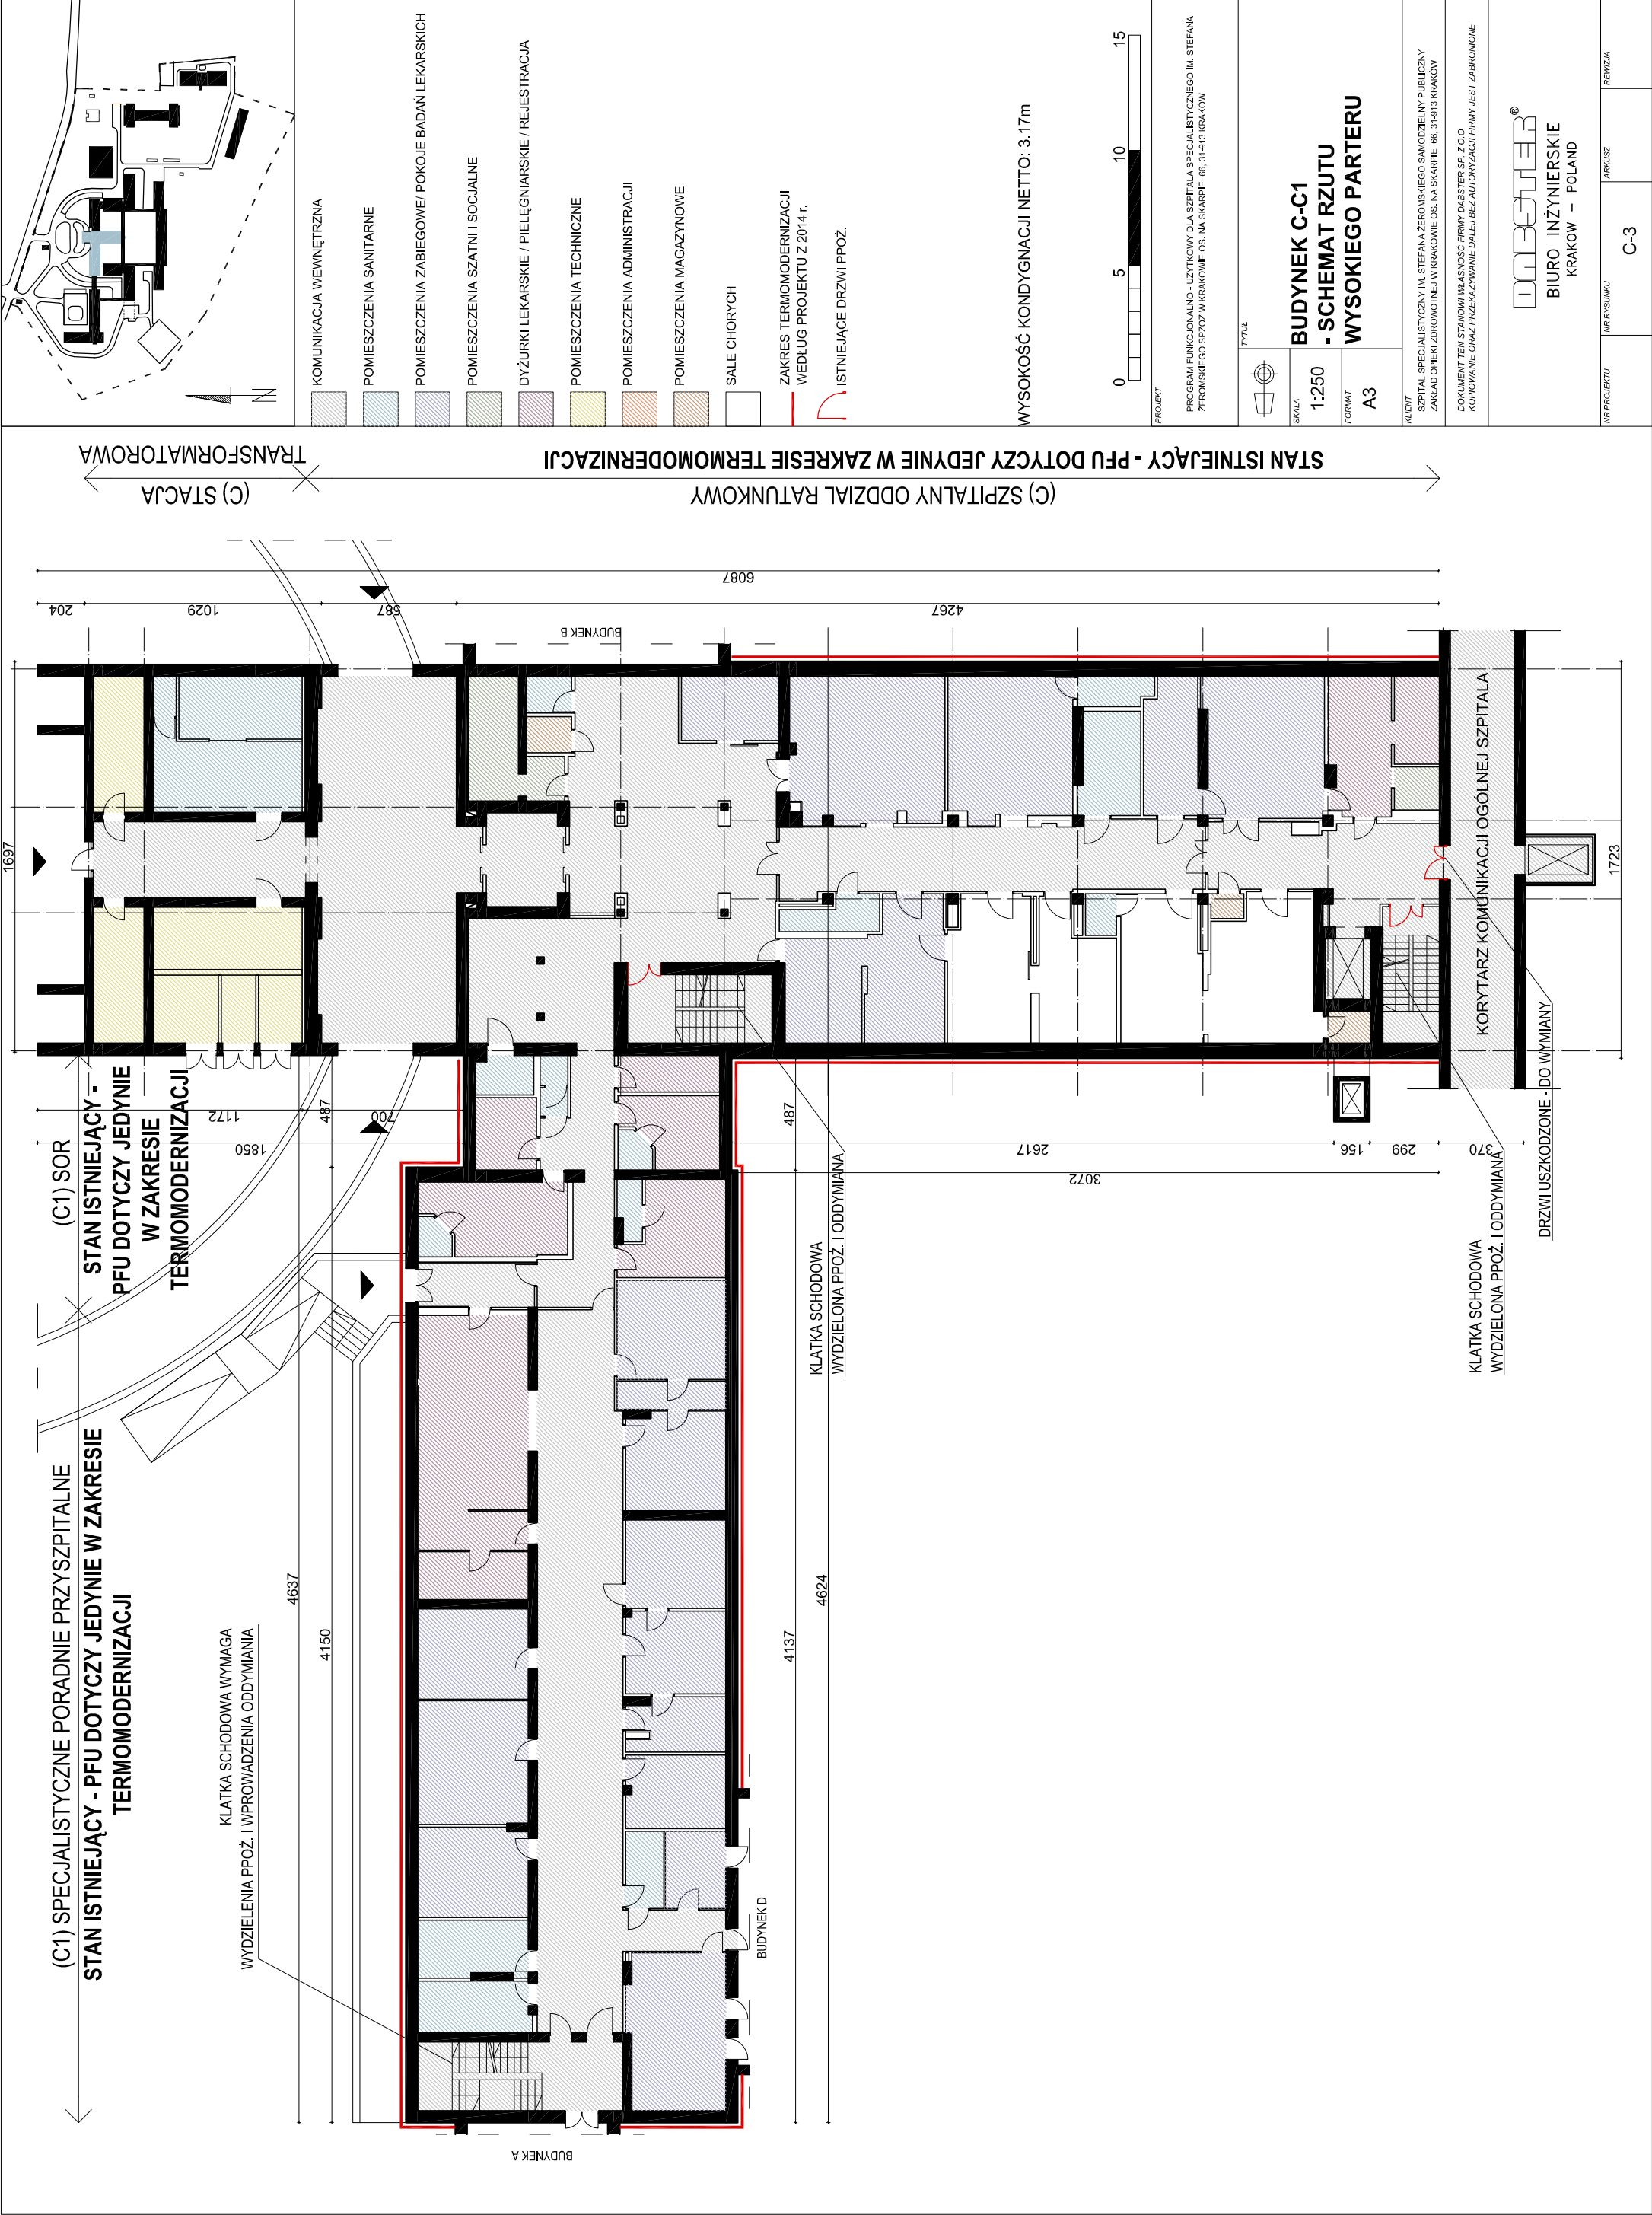 (C1) SPECJALISTYCZNE PORADNIE PRZYSZPITALNE
STAN ISTNIEJĄCY - PFU DOTYCZY JEDYNIE W ZAKRESIE
TERMOMODERNIZACJI
(C1) SOR
STAN ISTNIEJĄCY -
PFU DOTYCZY JEDYNIE
W ZAKRESIE
TERMOMODERNIZACJI
KLATKA SCHODOWA WYMAGA
WYDZIELENIA PPOŻ. I WPROWADZENIA ODDYMIANIA
4637
4150
1850
1172
487
700
1697
204
1029
587
4267
6087
(C) STACJA
TRANSFORMATOROWA
(C) SZPITALNY ODDZIAŁ RATUNKOWY
STAN ISTNIEJĄCY - PFU DOTYCZY JEDYNIE W ZAKRESIE TERMOMODERNIZACJI
BUDYNEK B
BUDYNEK A
BUDYNEK D
4137
487
4624
2617
156
299
370
3072
1723
KORYTARZ KOMUNIKACJI OGÓLNEJ SZPITALA
KLATKA SCHODOWA
WYDZIELONA PPOŻ. I ODDYMIANA
KLATKA SCHODOWA
WYDZIELONA PPOŻ. I ODDYMIANA
DRZWI USZKODZONE - DO WYMIANY
N
KOMUNIKACJA WEWNĘTRZNA
POMIESZCZENIA SANITARNE
POMIESZCZENIA ZABIEGOWE/ POKOJE BADAŃ LEKARSKICH
POMIESZCZENIA SZATNI I SOCJALNE
DYŻURKI LEKARSKIE / PIELĘGNIARSKIE / REJESTRACJA
POMIESZCZENIA TECHNICZNE
POMIESZCZENIA ADMINISTRACJI
POMIESZCZENIA MAGAZYNOWE
SALE CHORYCH
ZAKRES TERMOMODERNIZACJI
WEDŁUG PROJEKTU Z 2014 r.
ISTNIEJĄCE DRZWI PPOŻ.
WYSOKOŚĆ KONDYGNACJI NETTO: 3.17m
0 5 10 15
PROJEKT
PROGRAM FUNKCJONALNO - UŻYTKOWY DLA SZPITALA SPECJALISTYCZNEGO IM. STEFANA
ŻEROMSKIEGO SPZOZ W KRAKOWIE OS. NA SKARPIE 66, 31-913 KRAKÓW
TYTUŁ
BUDYNEK C-C1
- SCHEMAT RZUTU
WYSOKIEGO PARTERU
SKALA
1:250
FORMAT
A3
KLIENT
SZPITAL SPECJALISTYCZNY IM. STEFANA ŻEROMSKIEGO SAMODZIELNY PUBLICZNY
ZAKŁAD OPIEKI ZDROWOTNEJ W KRAKOWIE OS. NA SKARPIE 66, 31-913 KRAKÓW
DOKUMENT TEN STANOWI WŁASNOŚĆ FIRMY DABSTER SP. Z O.O
KOPIOWANIE ORAZ PRZEKAZYWANIE DALEJ BEZ AUTORYZACJI FIRMY JEST ZABRONIONE
DABSTER®
BIURO INŻYNIERSKIE
KRAKOW – POLAND
NR PROJEKTU
NR RYSUNKU
C-3
ARKUSZ
REWIZJA